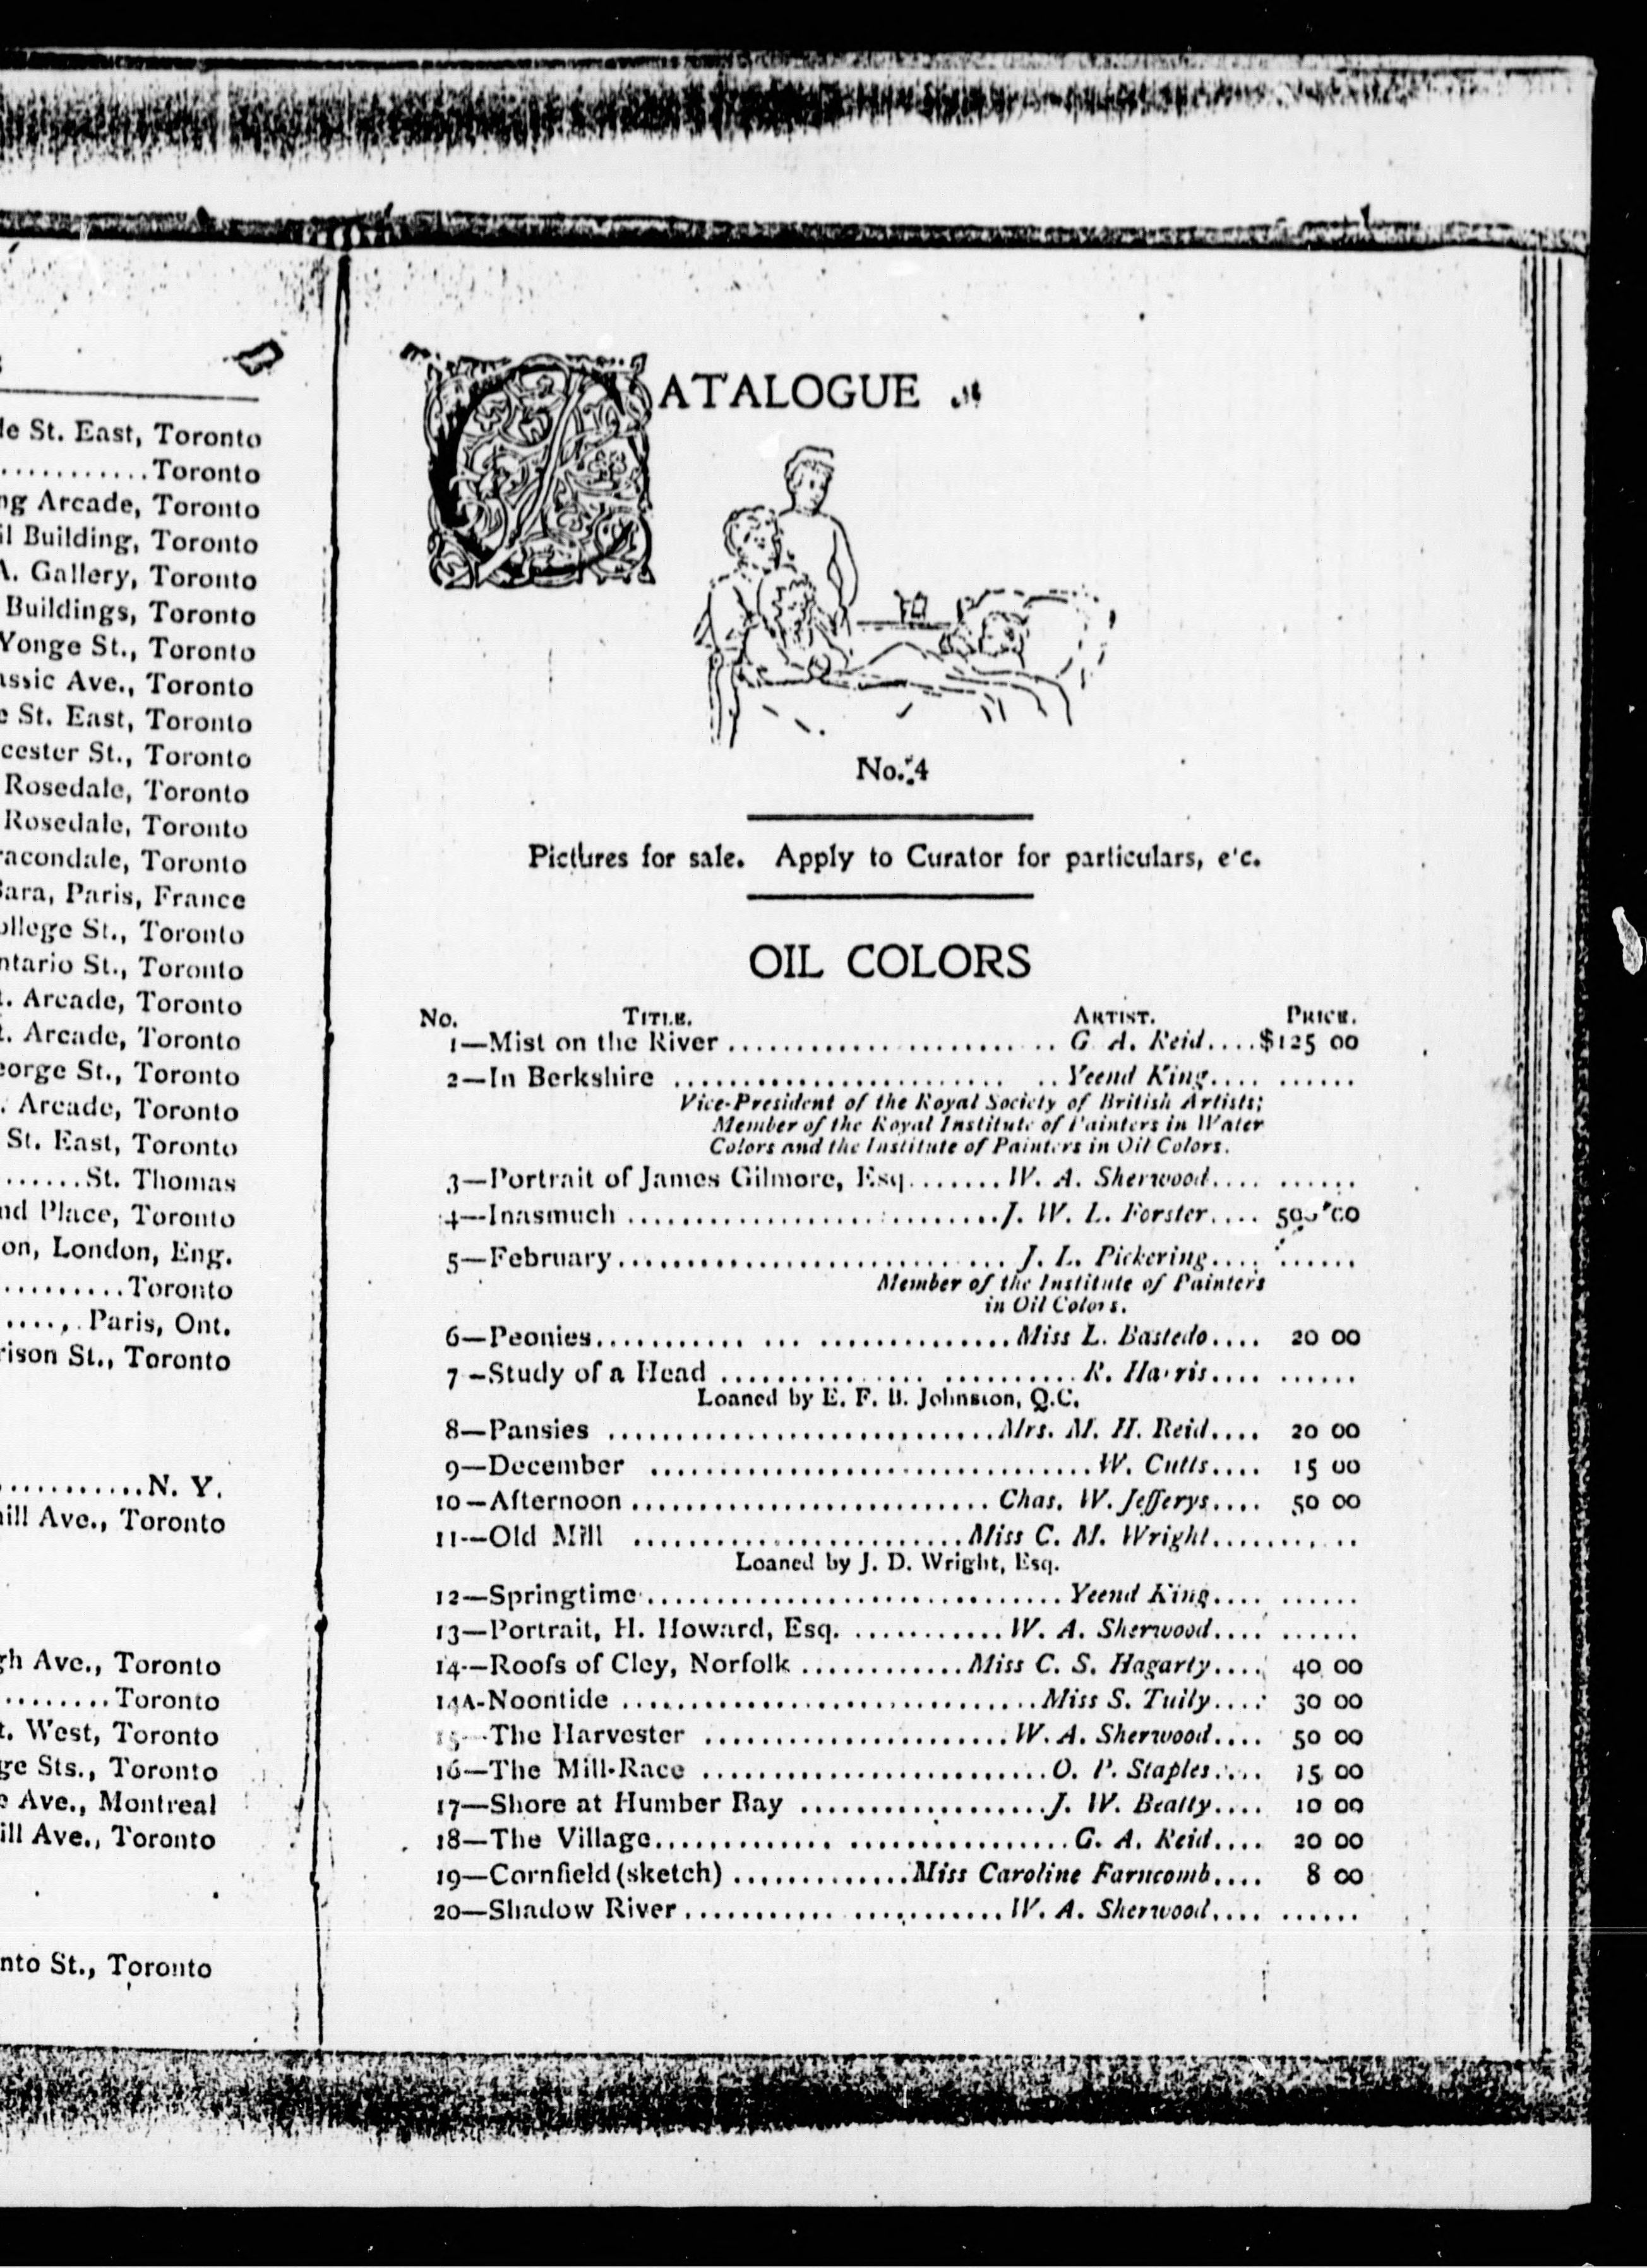 le St. East, Toronto
...........Toronto
ng Arcade, Toronto
il Building, Toronto
A. Gallery, Toronto
Buildings, Toronto
Yonge St., Toronto
assic Ave., Toronto
e St. East, Toronto
cester St., Toronto
Rosedale, Toronto
Rosedale, Toronto
racondale, Toronto
Bara, Paris, France
ollege St., Toronto
ntario St., Toronto
t. Arcade, Toronto
t. Arcade, Toronto
eorge St., Toronto
. Arcade, Toronto
St. East, Toronto
.......St. Thomas
nd Place, Toronto
on, London, Eng.
..........Toronto
...., Paris, Ont.
rison St., Toronto
............N. Y.
hill Ave., Toronto
gh Ave., Toronto
.........Toronto
t. West, Toronto
ge Sts., Toronto
e Ave., Montreal
ill Ave., Toronto
nto St., Toronto
CATALOGUE
No. 4
Pictures for sale. Apply to Curator for particulars, etc.
OIL COLORS
No. TITLE. ARTIST. PRICE.
1—Mist on the River ........................ G. A. Reid....$125 00
2—In Berkshire ........................ .. Yeend King.... ......
Vice-President of the Royal Society of British Artists;
Member of the Royal Institute of Painters in Water
Colors and the Institute of Painters in Oil Colors.
3—Portrait of James Gilmore, Esq.......W. A. Sherwood.... ......
4—Inasmuch ............................J. W. L. Forster.... 500 00
5—February............................ J. L. Pickering.... ......
Member of the Institute of Painters
in Oil Colors.
6—Peonies........... ... ..............Miss L. Bastedo.... 20 00
7—Study of a Head ............... ..........R. Harris.... ......
Loaned by E. F. B. Johnston, Q.C.
8—Pansies .............................Mrs. M. H. Reid.... 20 00
9—December .................................W. Cutts.... 15 00
10—Afternoon ........................... Chas. W. Jefferys.... 50 00
11—Old Mill .........................Miss C. M. Wright...........
Loaned by J. D. Wright, Esq.
12—Springtime............................... Yeend King.... ......
13—Portrait, H. Howard, Esq. ...........W. A. Sherwood.... ......
14—Roofs of Cley, Norfolk ............Miss C. S. Hagarty.... 40 00
14A-Noontide ...............................Miss S. Tully.... 30 00
15—The Harvester .......................W. A. Sherwood.... 50 00
16—The Mill-Race ..........................O. P. Staples.... 15 00
17—Shore at Humber Bay ..................J. W. Beatty.... 10 00
18—The Village............. .................G. A. Reid.... 20 00
19—Cornfield (sketch) .............Miss Caroline Farncomb.... 8 00
20—Shadow River........... ...........W. A. Sherwood.... ......